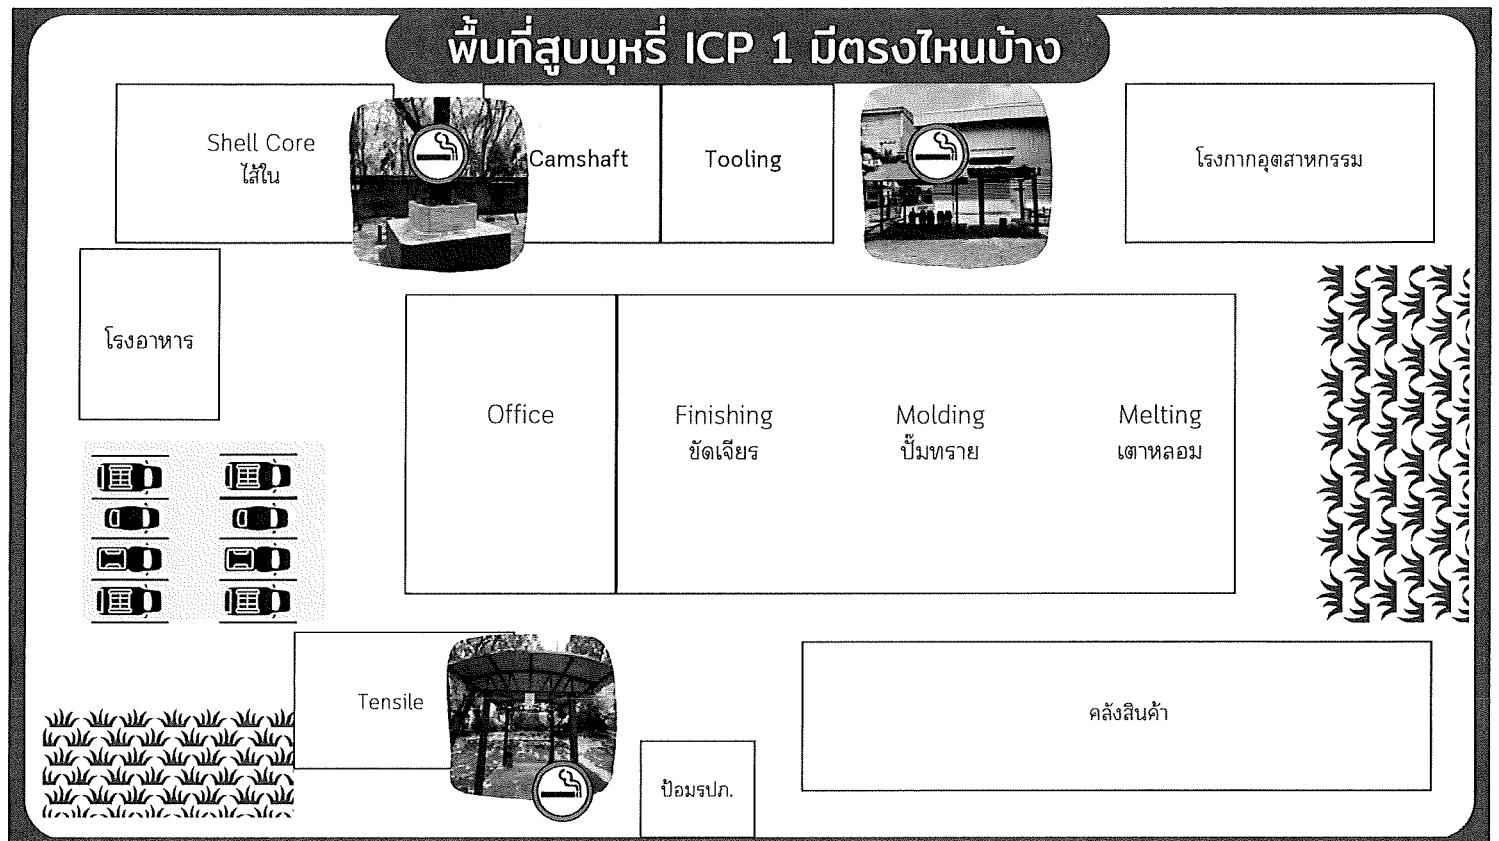 พื้นที่สูบบุหรี่ ICP 1 มีตรงไหนบ้าง
Shell Core
ไส้ใน
Camshaft
Tooling
โรงกากอุตสาหกรรม
โรงอาหาร
Office
Finishing
ขัดเจียร
Molding
ปั๊มทราย
Melting
เตาหลอม
Tensile
คลังสินค้า
ป้อมรปภ.